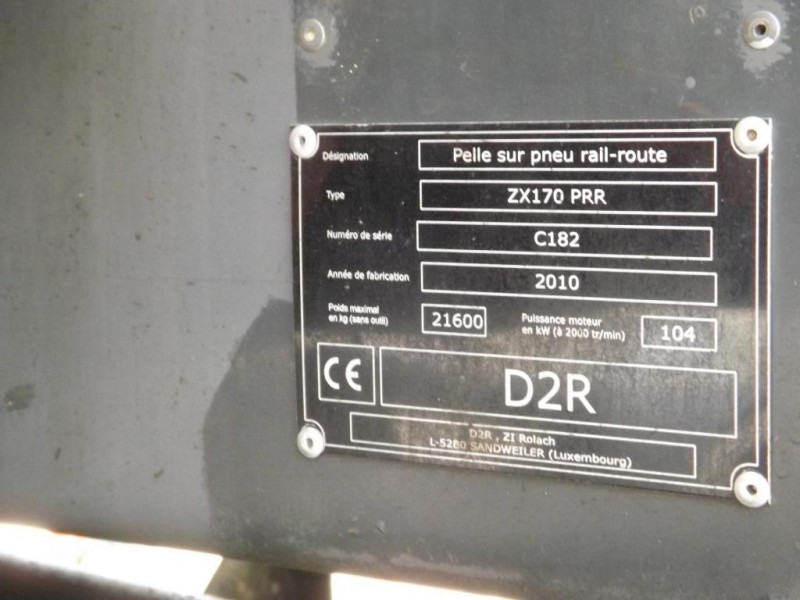 Désignation Pelle sur pneu rail-route
Type ZX170 PRR
Numéro de série C182
Année de fabrication 2010
Poids maximal
en kg (sans outil) 21600
Puissance moteur
en kW (à 2000 tr/min) 104
CE D2R
D2R , ZI Rolach
L-5280 SANDWEILER (Luxembourg)